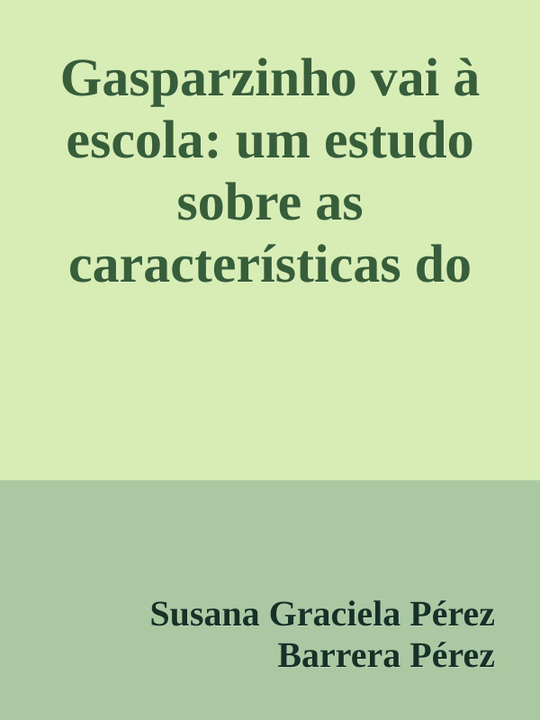 Gasparzinho vai à
escola: um estudo
sobre as
características do
Susana Graciela Pérez
Barrera Pérez